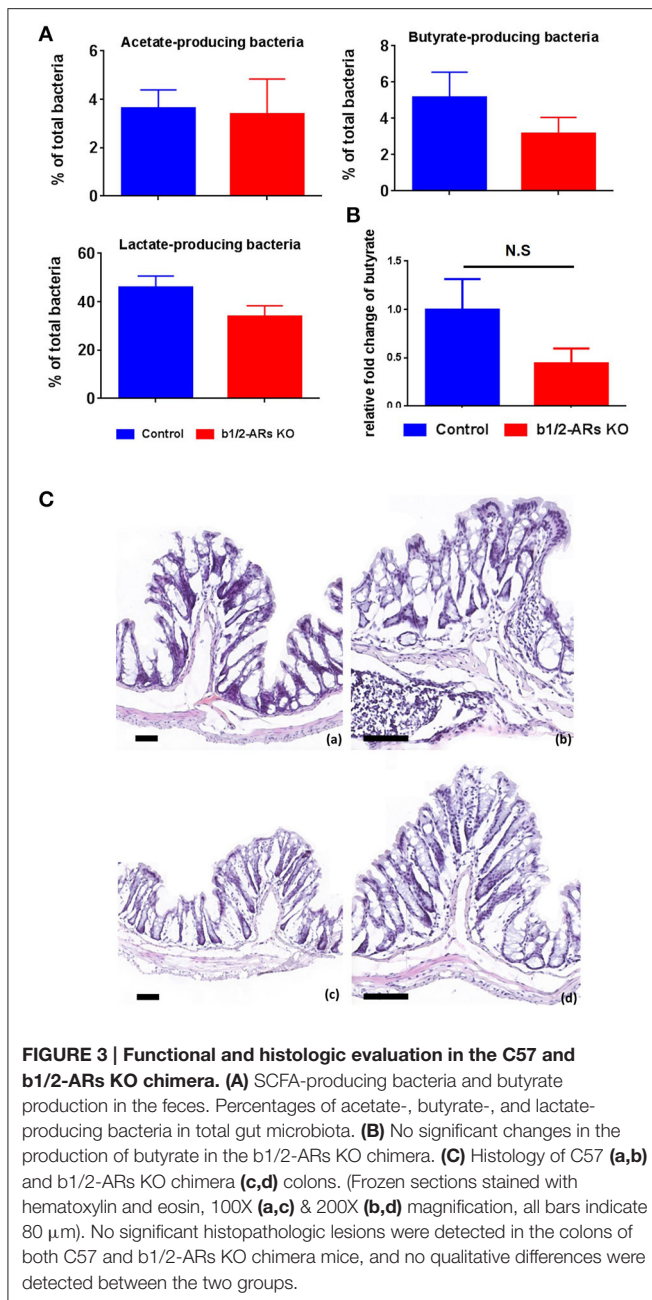 A
Acetate-producing bacteria
% of total bacteria
6
4
2
0
Butyrate-producing bacteria
% of total bacteria
8
6
4
2
0
Lactate-producing bacteria
% of total bacteria
60
40
20
0
Control
b1/2-ARs KO
B
N.S
relative fold change of butyrate
1.5
1.0
0.5
0.0
Control
b1/2-ARs KO
C
(a)
(b)
(c)
(d)
FIGURE 3 | Functional and histologic evaluation in the C57 and
b1/2-ARs KO chimera. (A) SCFA-producing bacteria and butyrate
production in the feces. Percentages of acetate-, butyrate-, and lactate-
producing bacteria in total gut microbiota. (B) No significant changes in the
production of butyrate in the b1/2-ARs KO chimera. (C) Histology of C57 (a,b)
and b1/2-ARs KO chimera (c,d) colons. (Frozen sections stained with
hematoxylin and eosin, 100X (a,c) & 200X (b,d) magnification, all bars indicate
80 μm). No significant histopathologic lesions were detected in the colons of
both C57 and b1/2-ARs KO chimera mice, and no qualitative differences were
detected between the two groups.